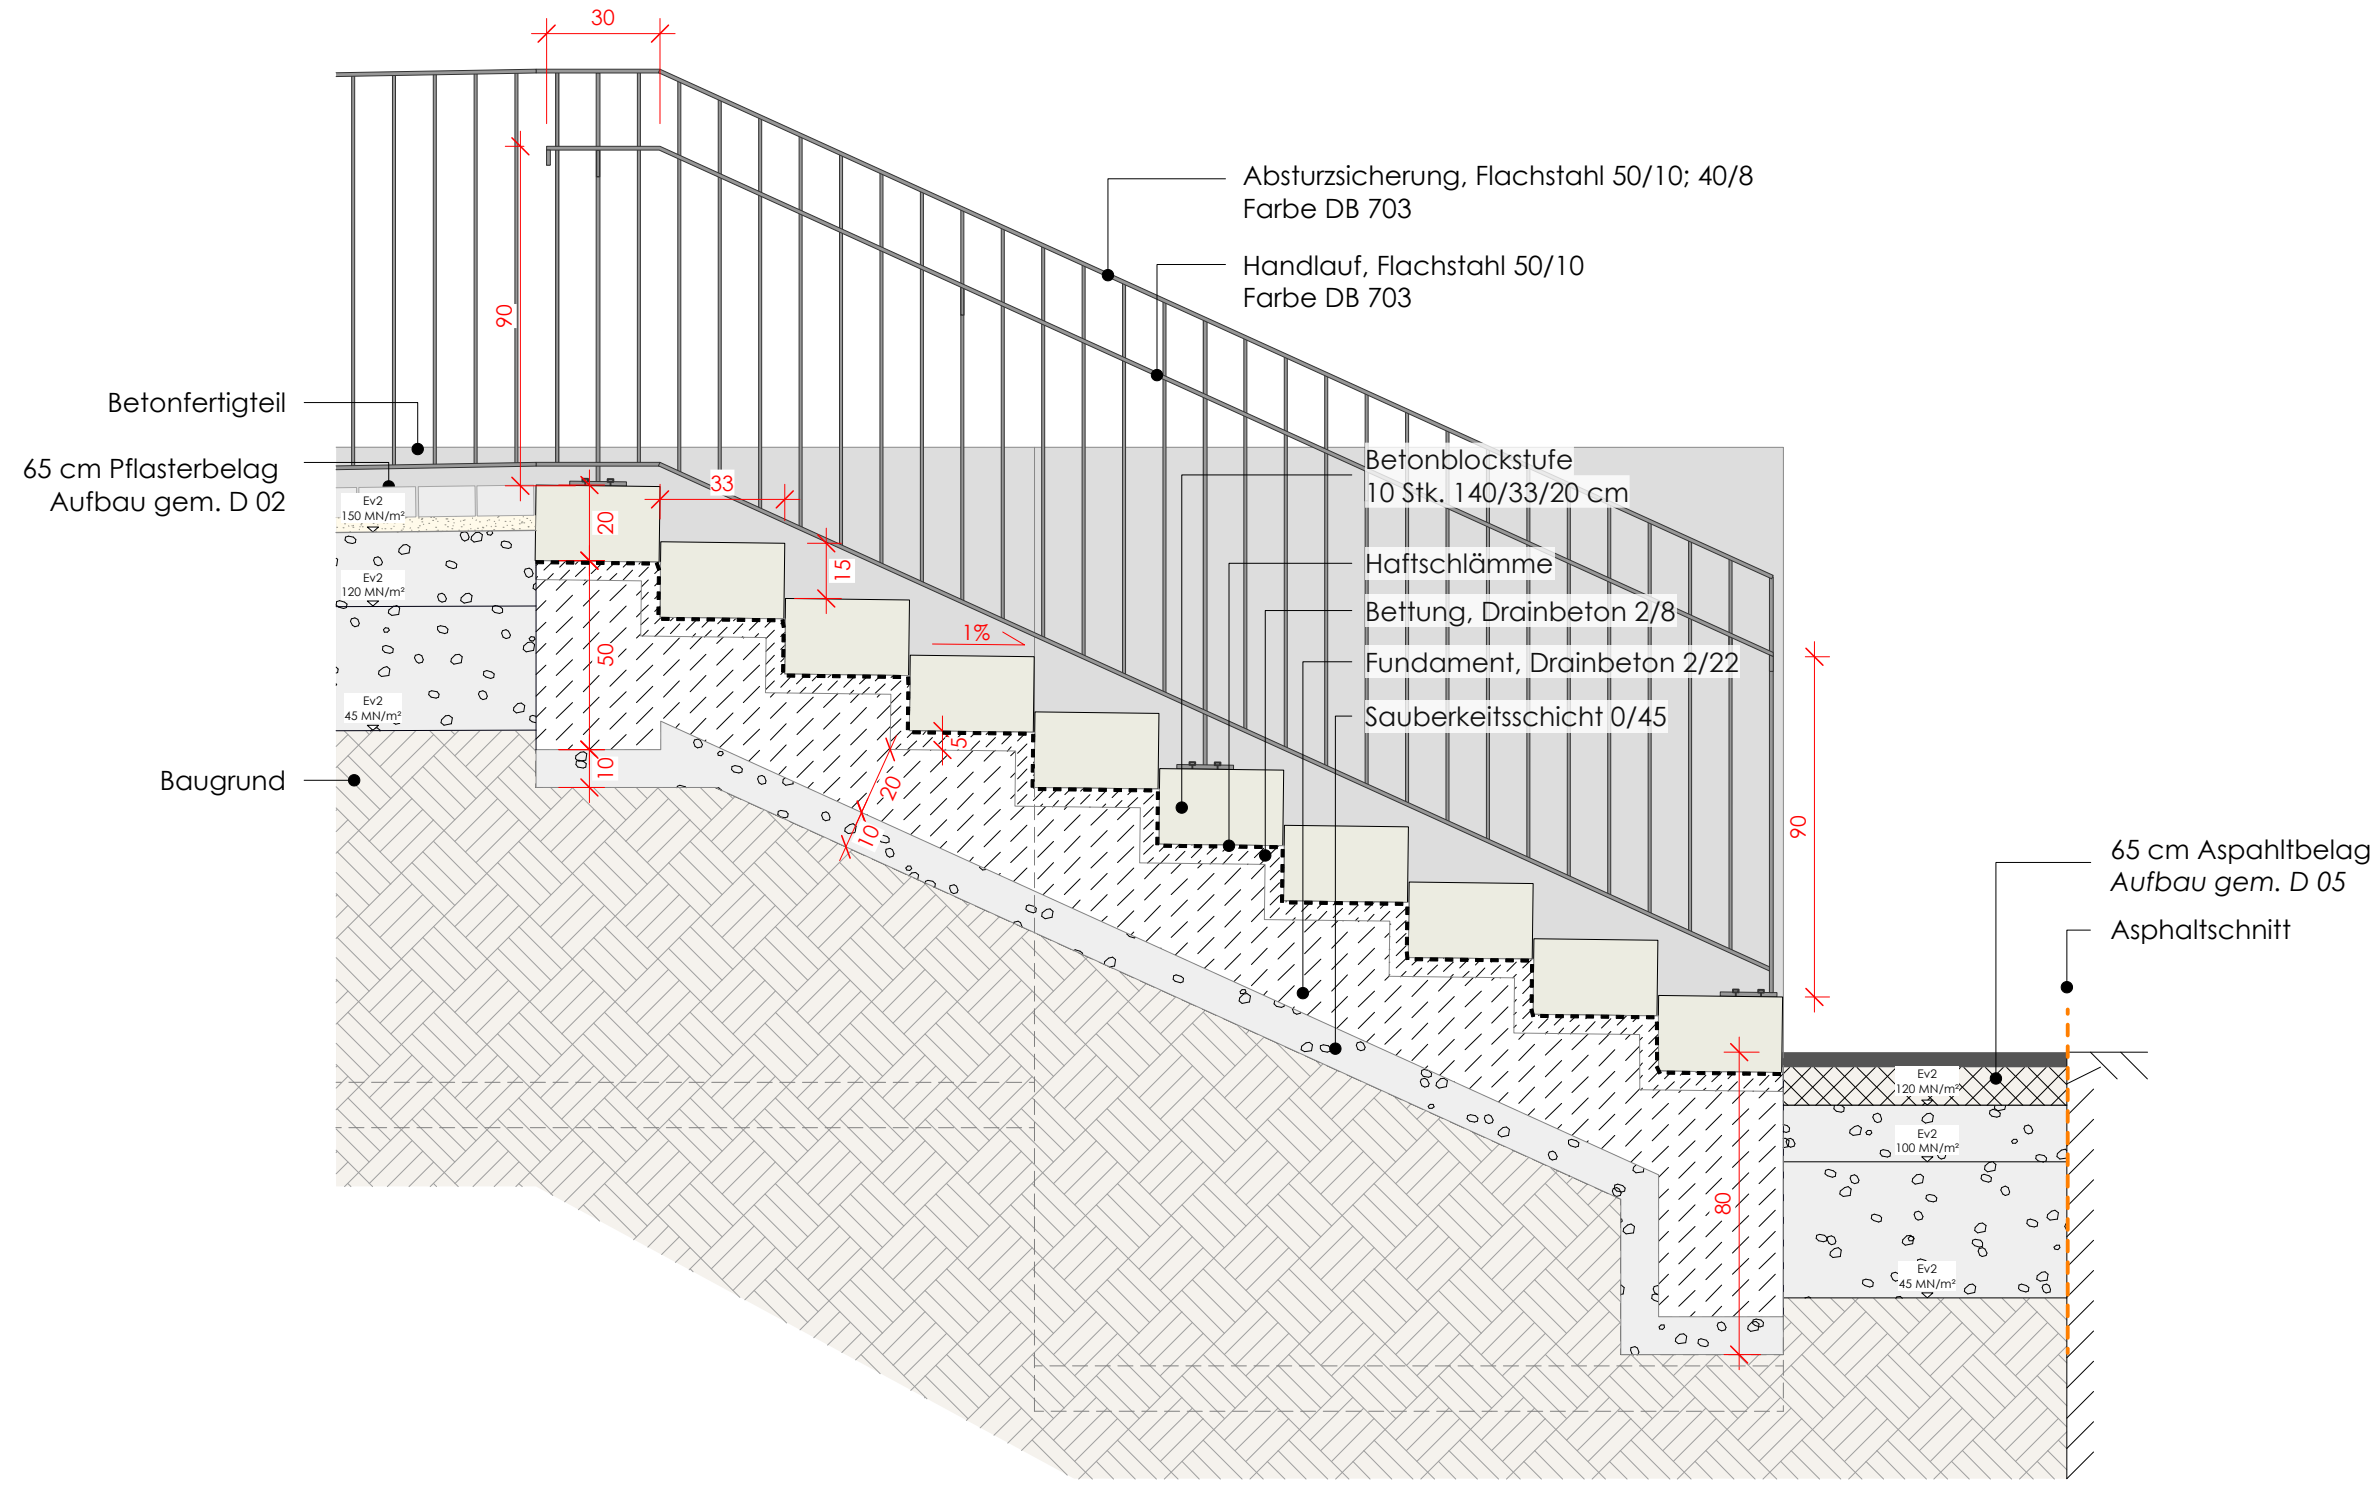 30
Absturzsicherung, Flachstahl 50/10; 40/8
Farbe DB 703
Handlauf, Flachstahl 50/10
Farbe DB 703
90
Betonfertigteil
65 cm Pflasterbelag
Aufbau gem. D 02
Ev2
150 MN/m²
Ev2
120 MN/m²
Ev2
45 MN/m²
Baugrund
33
20
15
50
10
1%
5
20
10
Betonblockstufe
10 Stk. 140/33/20 cm
Haftschlämme
Bettung, Drainbeton 2/8
Fundament, Drainbeton 2/22
Sauberkeitsschicht 0/45
90
65 cm Aspahltbelag
Aufbau gem. D 05
Asphaltschnitt
Ev2
120 MN/m²
Ev2
100 MN/m²
Ev2
45 MN/m²
80